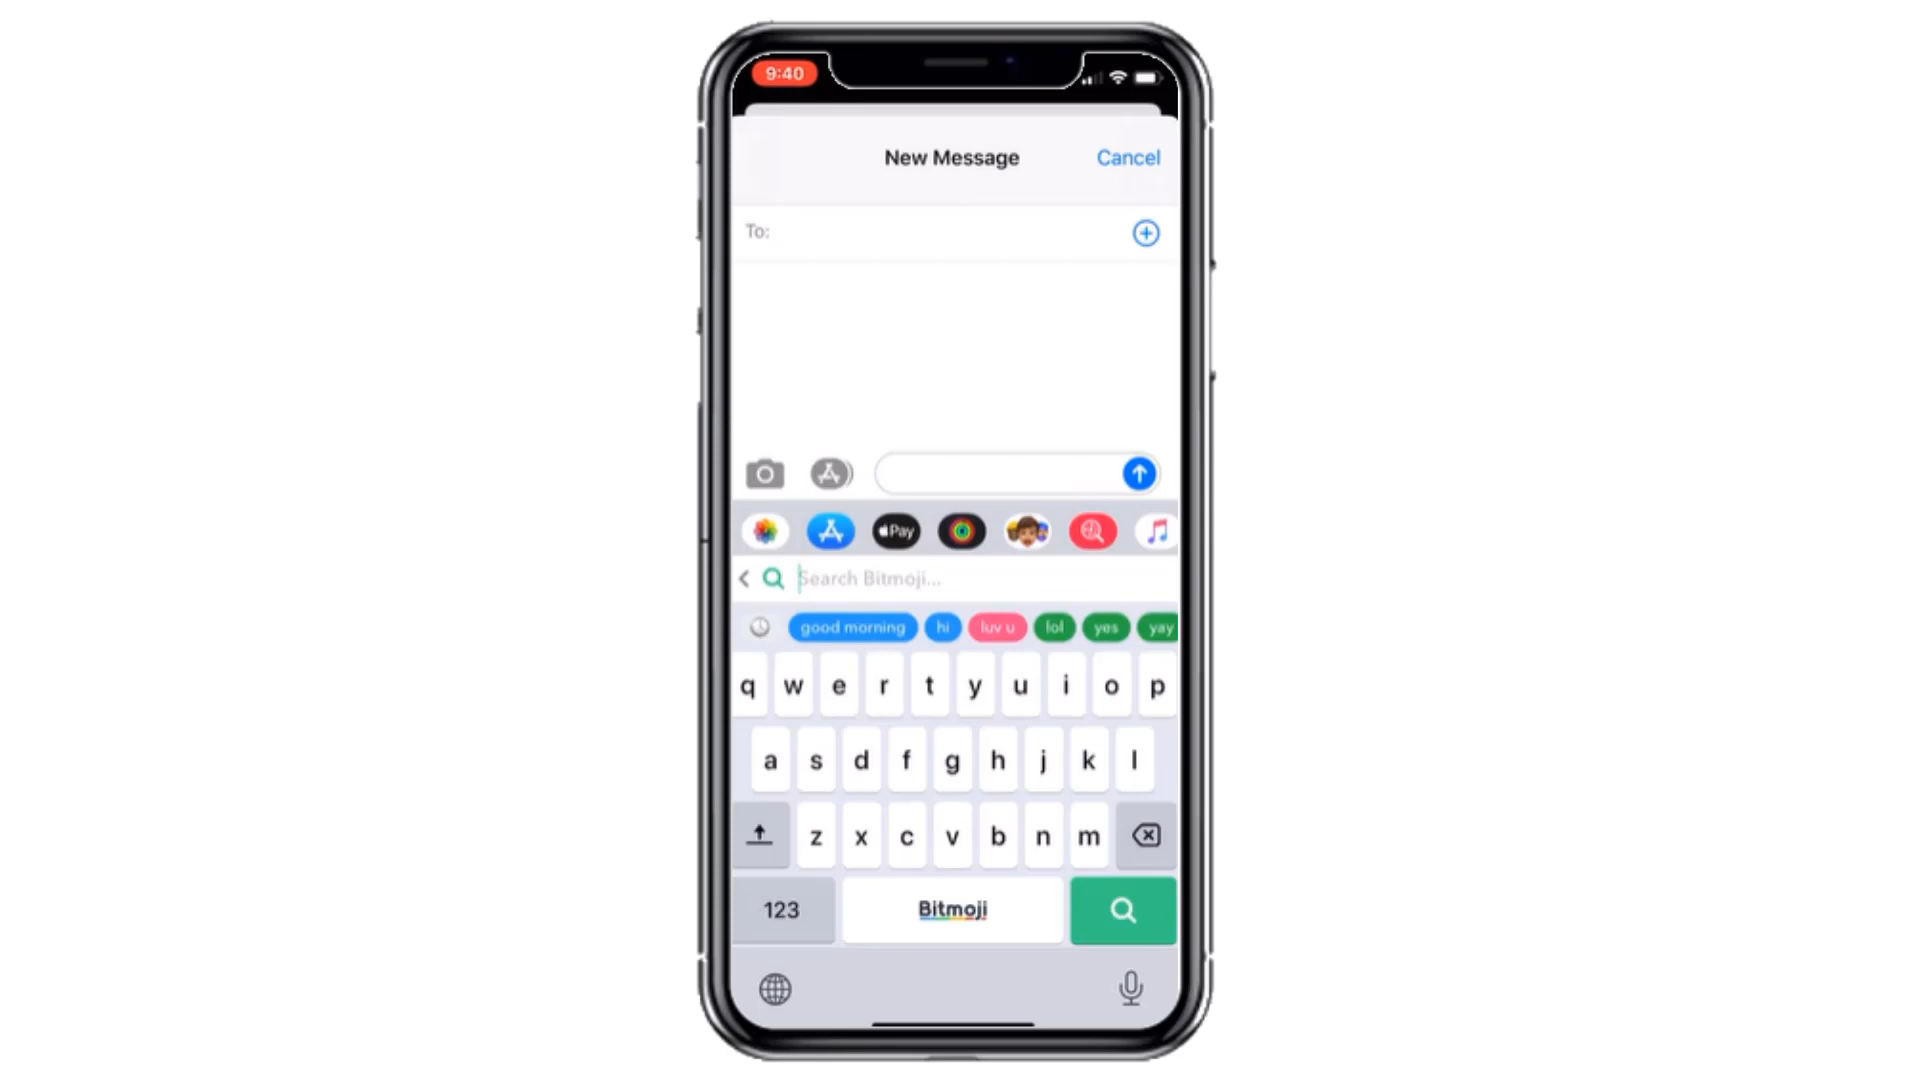 9:40
New Message Cancel
To:
Pay
Search Bitmoji...
good morning hi luv u lol yes yay
q w e r t y u i o p
a s d f g h j k l
z x c v b n m
123 Bitmoji